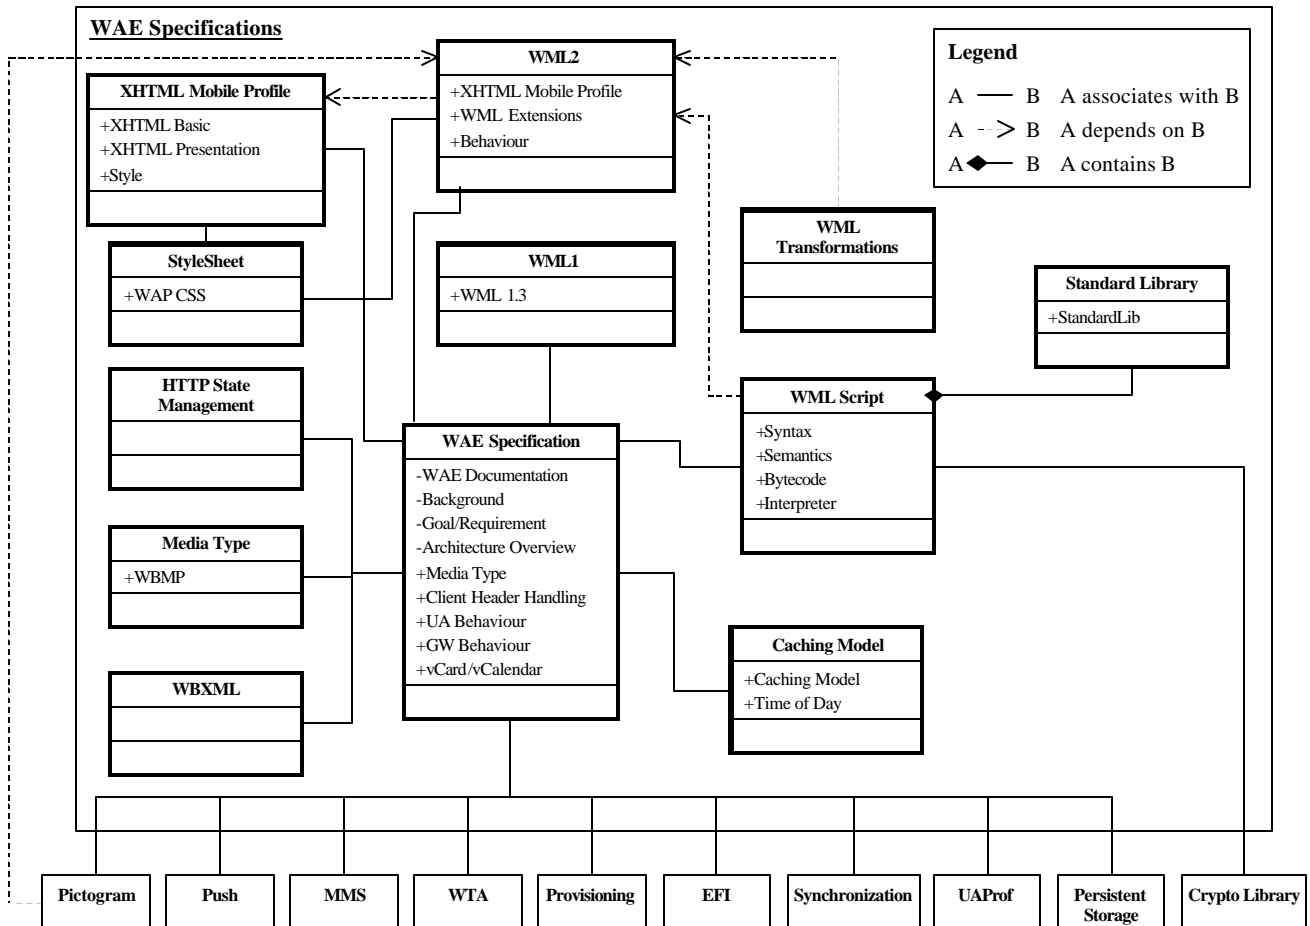 WAE Specifications
WML2
+XHTML Mobile Profile
+WML Extensions
+Behaviour
XHTML Mobile Profile
+XHTML Basic
+XHTML Presentation
+Style
Legend
A B A associates with B
A B A depends on B
A B A contains B
WML
Transformations
StyleSheet
+WAP CSS
WML1
+WML 1.3
Standard Library
+StandardLib
HTTP State
Management
WML Script
+Syntax
+Semantics
+Bytecode
+Interpreter
WAE Specification
-WAE Documentation
-Background
-Goal/Requirement
-Architecture Overview
+Media Type
+Client Header Handling
+UA Behaviour
+GW Behaviour
+vCard/vCalendar
Media Type
+WBMP
Caching Model
+Caching Model
+Time of Day
WBXML
Pictogram
Push
MMS
WTA
Provisioning
EFI
Synchronization
UAProf
Persistent
Storage
Crypto Library